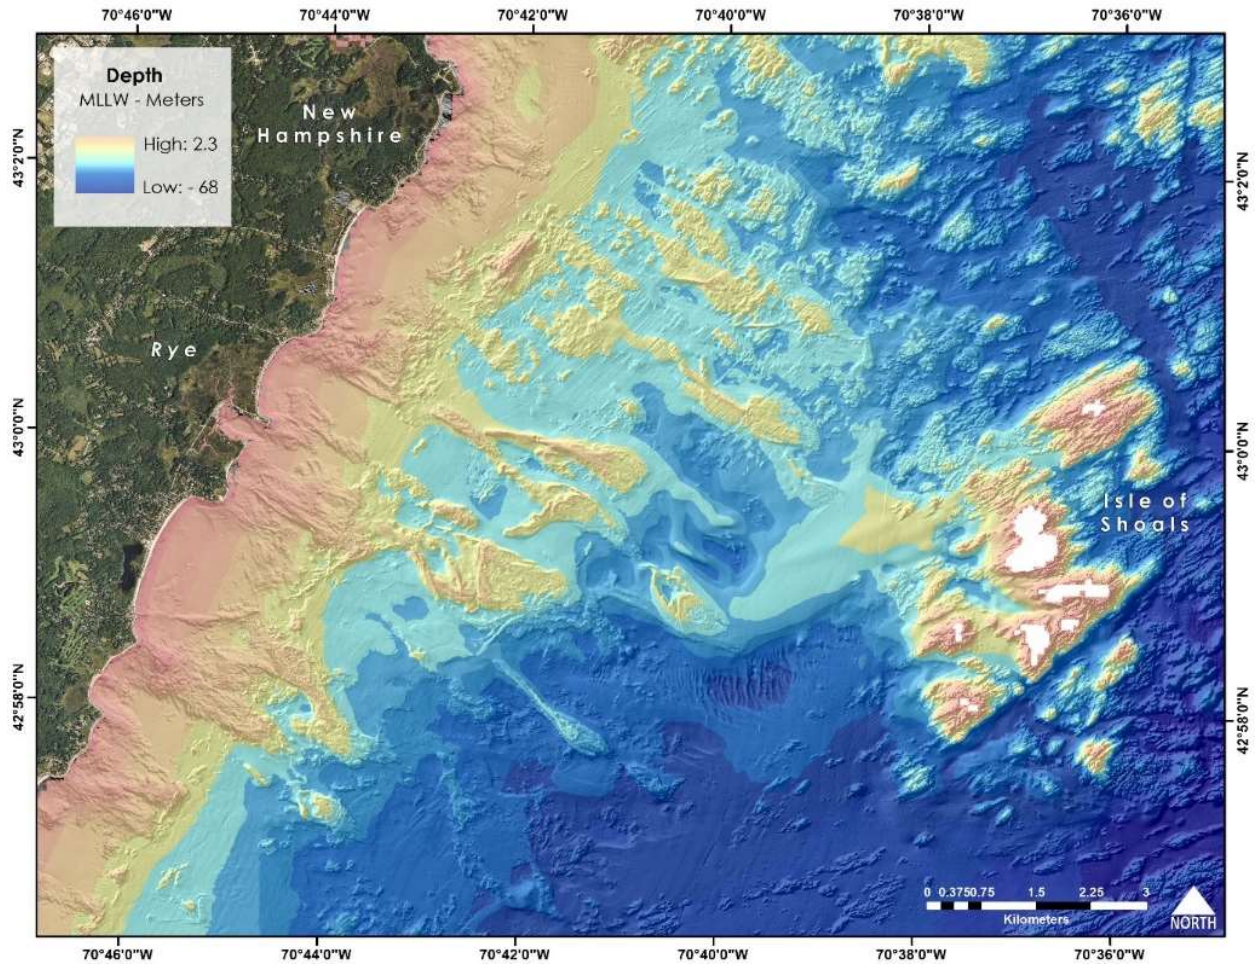 70°46'0"W 70°44'0"W 70°42'0"W 70°40'0"W 70°38'0"W 70°36'0"W
Depth
MLLW - Meters
High: 2.3
Low: - 68
New
Hampshire
43°2'0"N
43°2'0"N
Rye
43°0'0"N
43°0'0"N
Isle of
Shoals
42°58'0"N
42°58'0"N
0 0.3750.75 1.5 2.25 3
Kilometers
NORTH
70°46'0"W 70°44'0"W 70°42'0"W 70°40'0"W 70°38'0"W 70°36'0"W